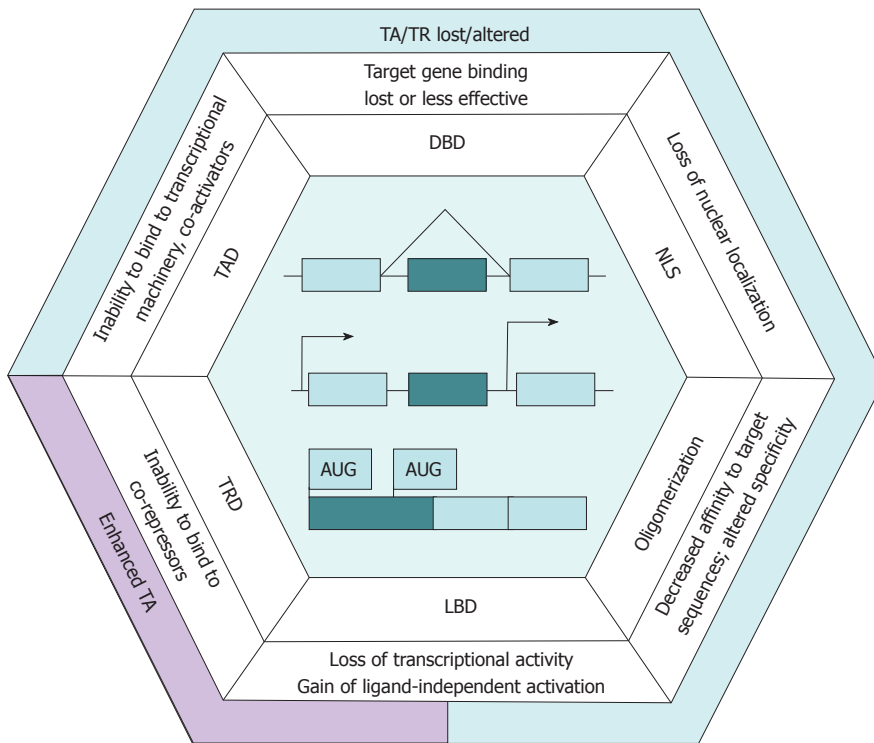 TA/TR lost/altered
Target gene binding
lost or less effective
DBD
Loss of nuclear localization
NLS
Inability to bind to transcriptional
machinery, co-activators
TAD
AUG AUG
Oligomerization
Decreased affinity to target
sequences; altered specificity
TRD
Inability to bind to
co-repressors
Enhanced TA
LBD
Loss of transcriptional activity
Gain of ligand-independent activation